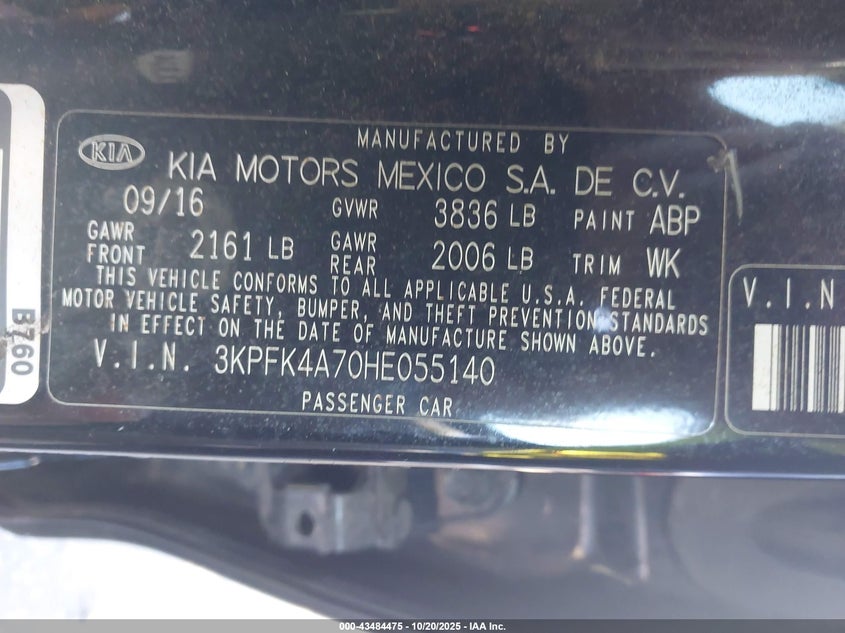 MANUFACTURED BY
KIA KIA MOTORS MEXICO S.A. DE C.V.
09/16 GVWR 3836 LB PAINT ABP
GAWR FRONT 2161 LB GAWR REAR 2006 LB TRIM WK
THIS VEHICLE CONFORMS TO ALL APPLICABLE U.S.A. FEDERAL
MOTOR VEHICLE SAFETY, BUMPER, AND THEFT PREVENTION STANDARDS
IN EFFECT ON THE DATE OF MANUFACTURE SHOWN ABOVE.
V.I.N. 3KPFK4A70HE055140
PASSENGER CAR
V.I.N
B760
000-43484475 - 10/20/2025 - IAA Inc.